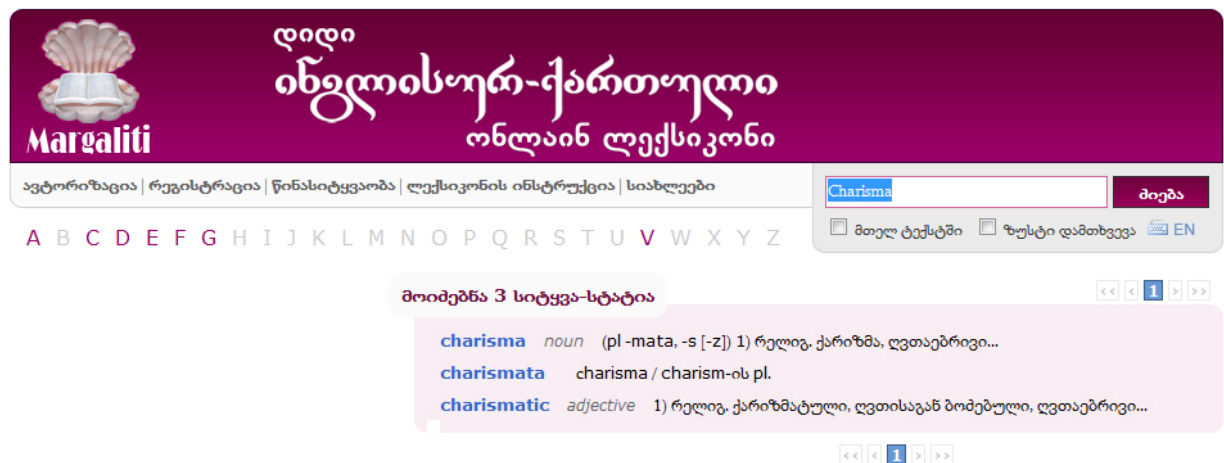 დიდი
ინგლისურ-ქართული
ონლაინ ლექსიკონი
Margaliti
ავტორიზაცია | რეგისტრაცია | წინასიტყვაობა | ლექსიკონის ინსტრუქცია | სიახლეები
Charisma ძიება
მთელ ტექსტში ზუსტი დამთხვევა EN
A B C D E F G H I J K L M N O P Q R S T U V W X Y Z
მოიძებნა 3 სიტყვა-სტატია
<< < 1 > >>
charisma noun (pl -mata, -s [-z]) 1) რელიგ. ქარიზმა, ღვთაებრივი...
charismata charisma / charism-ის pl.
charismatic adjective 1) რელიგ. ქარიზმატული, ღვთისაგან ბოძებული, ღვთაებრივი...
<< < 1 > >>